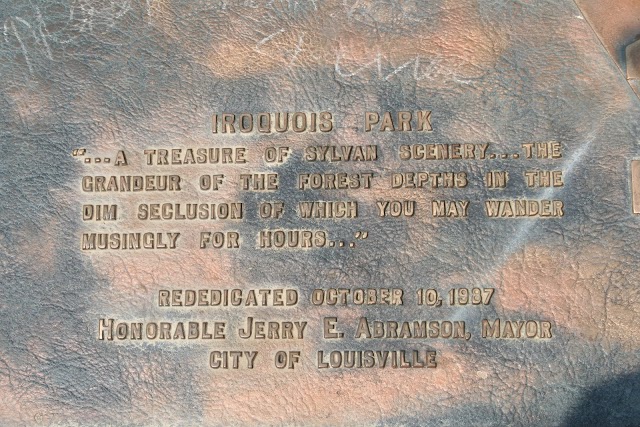 IROQUOIS PARK
"...A TREASURE OF SYLVAN SCENERY...THE
GRANDEUR OF THE FOREST DEPTHS IN THE
DIM SECLUSION OF WHICH YOU MAY WANDER
MUSINGLY FOR HOURS..."
REDEDICATED OCTOBER 10, 1987
HONORABLE JERRY E. ABRAMSON, MAYOR
CITY OF LOUISVILLE